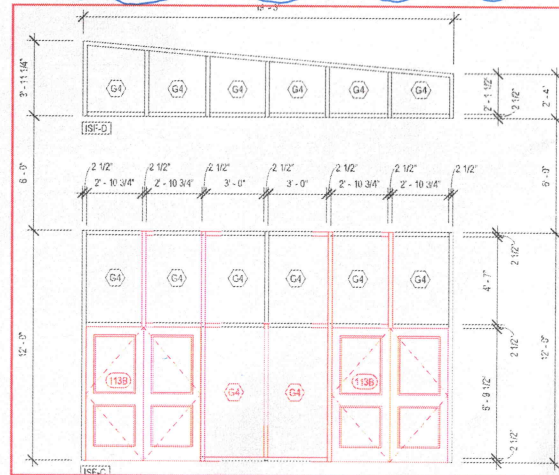 3' - 11 1/4"
G4 G4 G4 G4 G4 G4
2' - 1 1/2"
2 1/2"
2' - 4"
ISF-D
2 1/2" 2 1/2" 2 1/2" 2 1/2" 2 1/2" 2 1/2" 2 1/2"
2' - 10 3/4" 2' - 10 3/4" 3' - 0" 3' - 0" 2' - 10 3/4" 2' - 10 3/4"
G4 G4 G4 G4 G4 G4
2 1/2"
4' - 7"
2 1/2"
12' - 0"
113B G4 G4 113B
6' - 9 1/2"
12' - 0"
2 1/2"
ISF-C